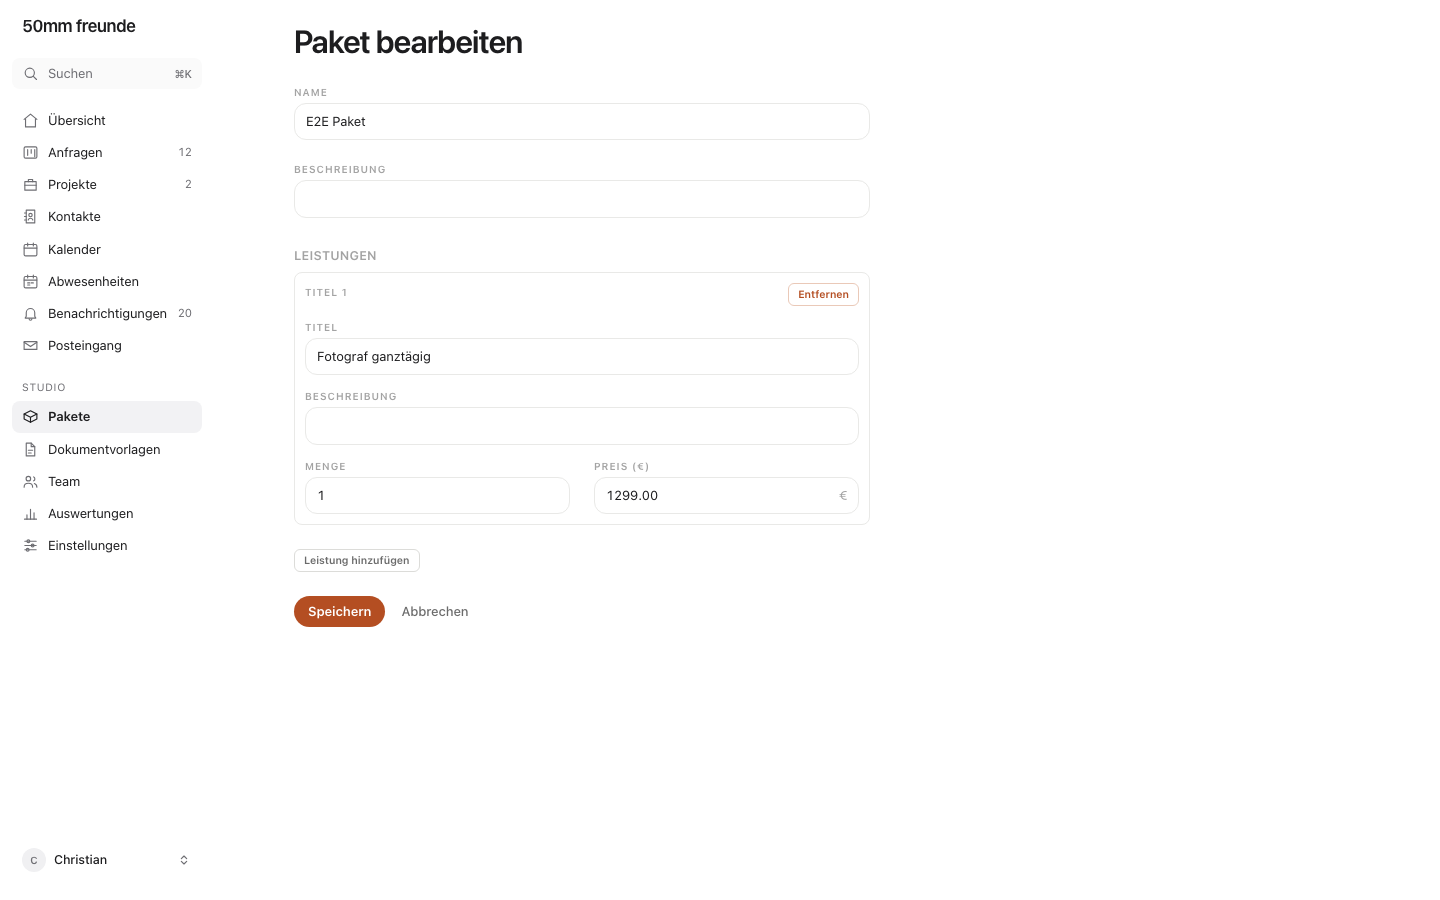 50mm freunde
Suchen ⌘K
Übersicht
Anfragen 12
Projekte 2
Kontakte
Kalender
Abwesenheiten
Benachrichtigungen 20
Posteingang
STUDIO
Pakete
Dokumentvorlagen
Team
Auswertungen
Einstellungen
C Christian
Paket bearbeiten
NAME
E2E Paket
BESCHREIBUNG
LEISTUNGEN
TITEL 1 Entfernen
TITEL
Fotograf ganztägig
BESCHREIBUNG
MENGE PREIS (€)
1 1299.00 €
Leistung hinzufügen
Speichern Abbrechen